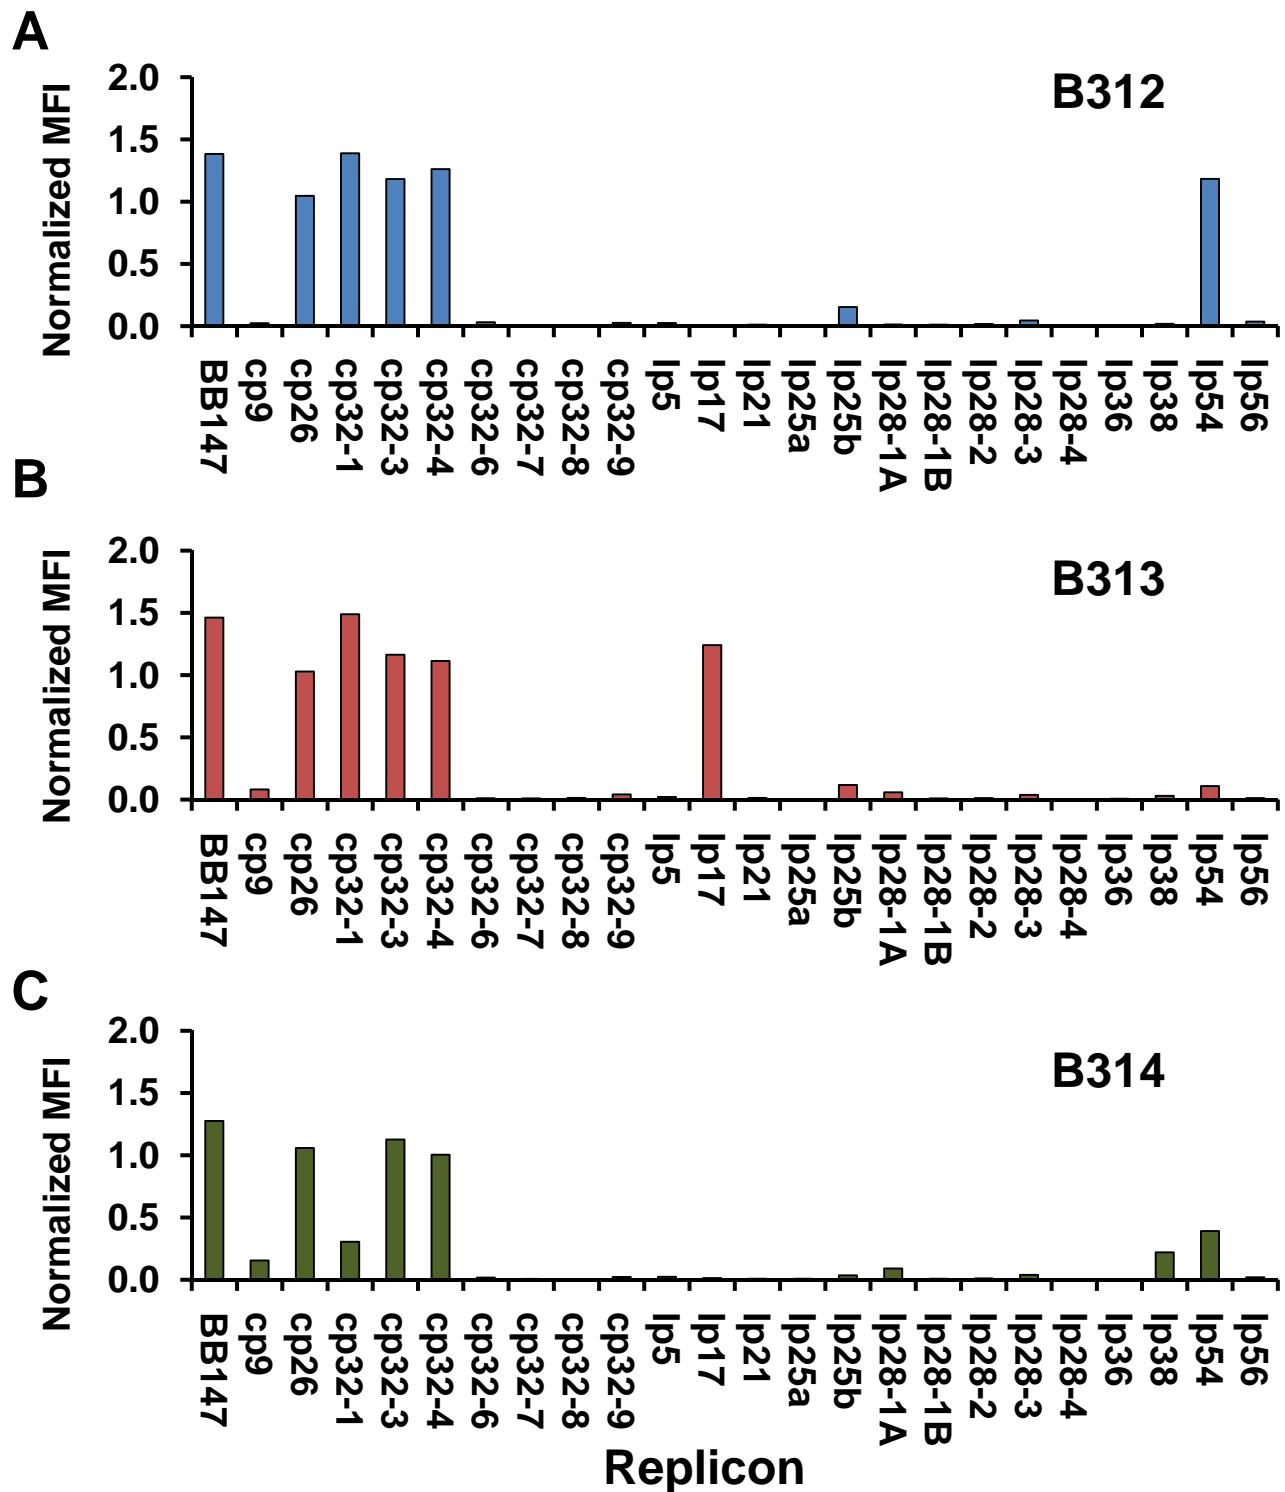 A
B312
Normalized MFI
2.0
1.5
1.0
0.5
0.0
BB147
cp9
cp26
cp32-1
cp32-3
cp32-4
cp32-6
cp32-7
cp32-8
cp32-9
lp5
lp17
lp21
lp25a
lp25b
lp28-1A
lp28-1B
lp28-2
lp28-3
lp28-4
lp36
lp38
lp54
lp56
B
B313
Normalized MFI
2.0
1.5
1.0
0.5
0.0
BB147
cp9
cp26
cp32-1
cp32-3
cp32-4
cp32-6
cp32-7
cp32-8
cp32-9
lp5
lp17
lp21
lp25a
lp25b
lp28-1A
lp28-1B
lp28-2
lp28-3
lp28-4
lp36
lp38
lp54
lp56
C
B314
Normalized MFI
2.0
1.5
1.0
0.5
0.0
BB147
cp9
cp26
cp32-1
cp32-3
cp32-4
cp32-6
cp32-7
cp32-8
cp32-9
lp5
lp17
lp21
lp25a
lp25b
lp28-1A
lp28-1B
lp28-2
lp28-3
lp28-4
lp36
lp38
lp54
lp56
Replicon